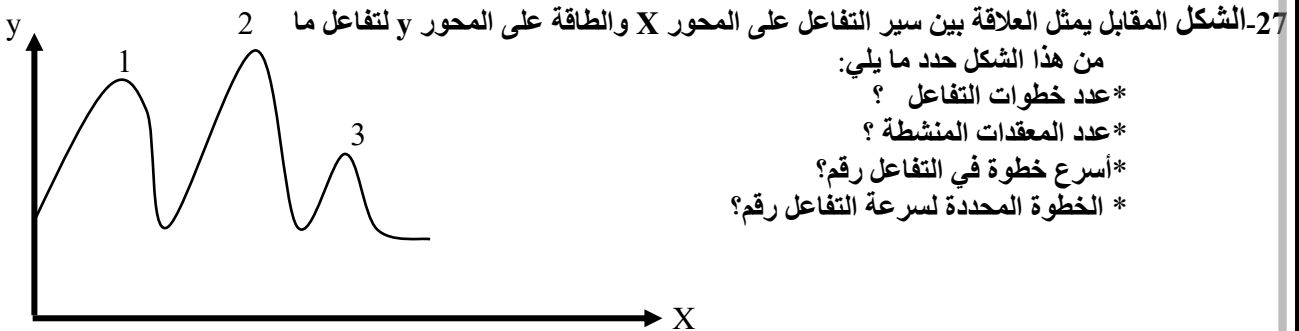 27-الشكل المقابل يمثل العلاقة بين سير التفاعل على المحور X والطاقة على المحور y لتفاعل ما
من هذا الشكل حدد ما يلي:
*عدد خطوات التفاعل ؟
*عدد المعقدات المنشطة ؟
*أسرع خطوة في التفاعل رقم؟
* الخطوة المحددة لسرعة التفاعل رقم؟
y
1
2
3
X